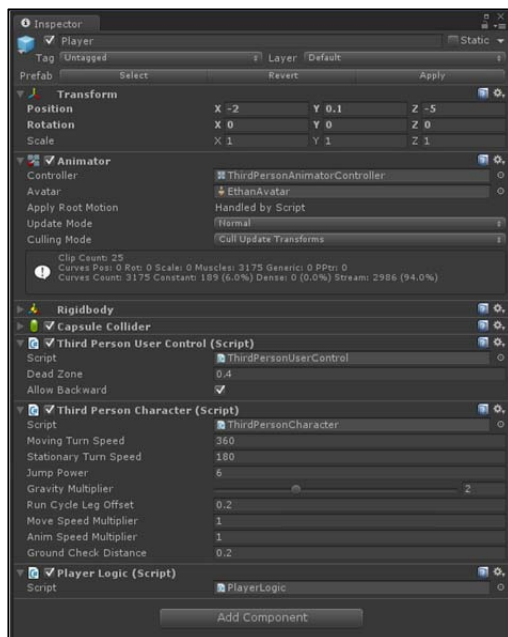 Inspector
Player Static
Tag Untagged Layer Default
Prefab Select Revert Apply
Transform
Position X -2 Y 0.1 Z -5
Rotation X 0 Y 0 Z 0
Scale X 1 Y 1 Z 1
Animator
Controller ThirdPersonAnimatorController
Avatar EthanAvatar
Apply Root Motion Handled by Script
Update Mode Normal
Culling Mode Cull Update Transforms
Clip Count: 25
Curves Pos: 0 Rot: 0 Scale: 0 Muscles: 3175 Generic: 0 PPtr: 0
Curves Count: 3175 Constant: 189 (6.0%) Dense: 0 (0.0%) Stream: 2986 (94.0%)
Rigidbody
Capsule Collider
Third Person User Control (Script)
Script ThirdPersonUserControl
Dead Zone 0.4
Allow Backward
Third Person Character (Script)
Script ThirdPersonCharacter
Moving Turn Speed 360
Stationary Turn Speed 180
Jump Power 6
Gravity Multiplier 2
Run Cycle Leg Offset 0.2
Move Speed Multiplier 1
Anim Speed Multiplier 1
Ground Check Distance 0.2
Player Logic (Script)
Script PlayerLogic
Add Component